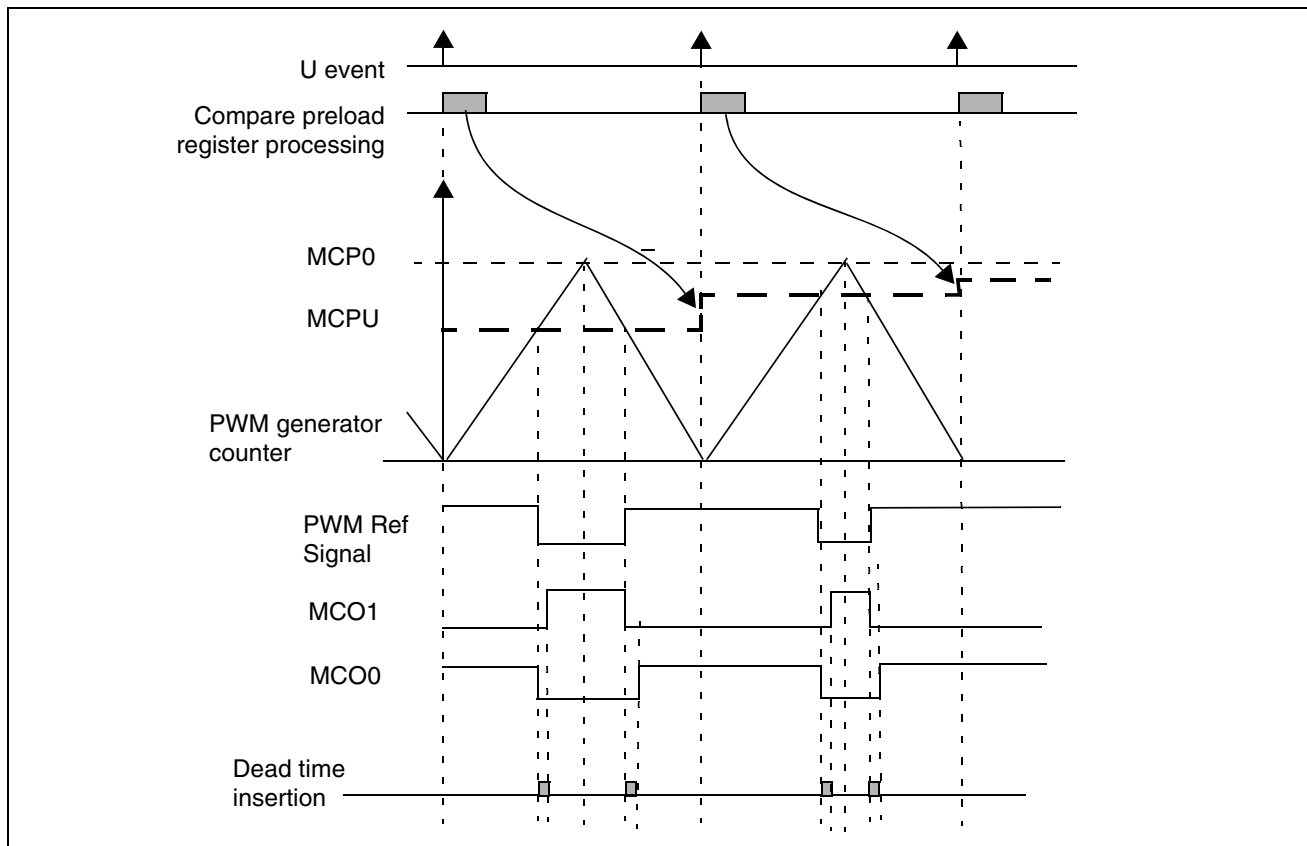 U event
Compare preload
register processing
MCP0
MCPU
PWM generator
counter
PWM Ref
Signal
MCO1
MCO0
Dead time
insertion